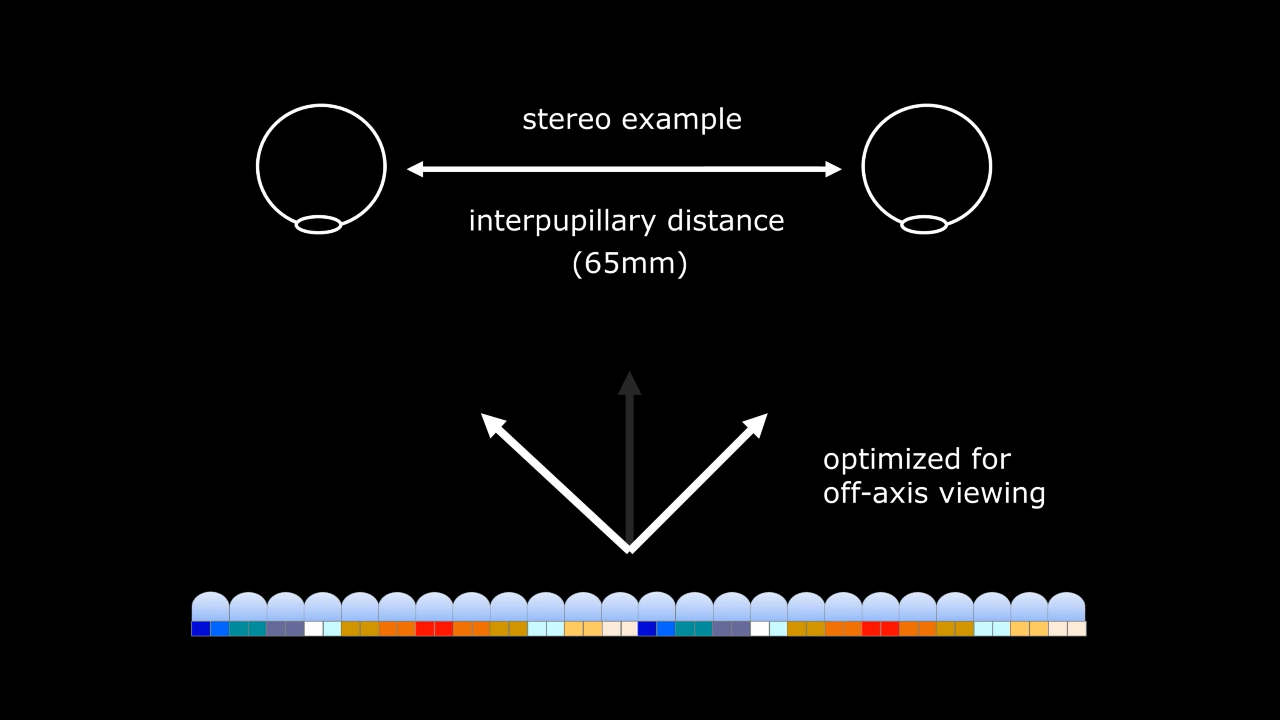 stereo example
interpupillary distance
(65mm)
optimized for
off-axis viewing